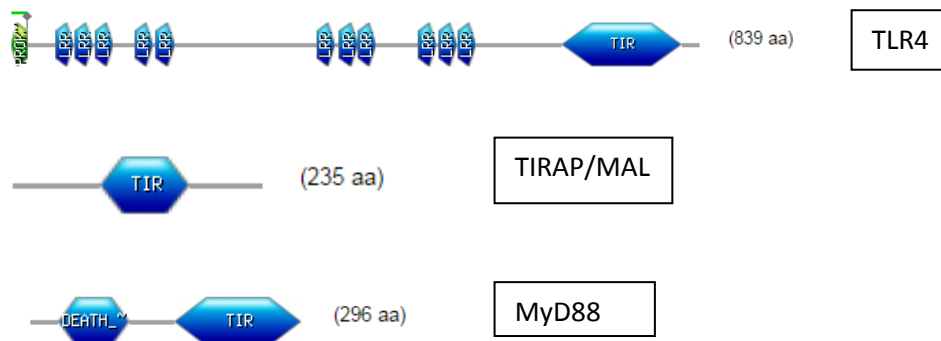 LRR LRR LRR LRR LRR LRR LRR LRR LRR LRR LRR TIR (839 aa) TLR4
TIR (235 aa) TIRAP/MAL
DEATH_~ TIR (296 aa) MyD88